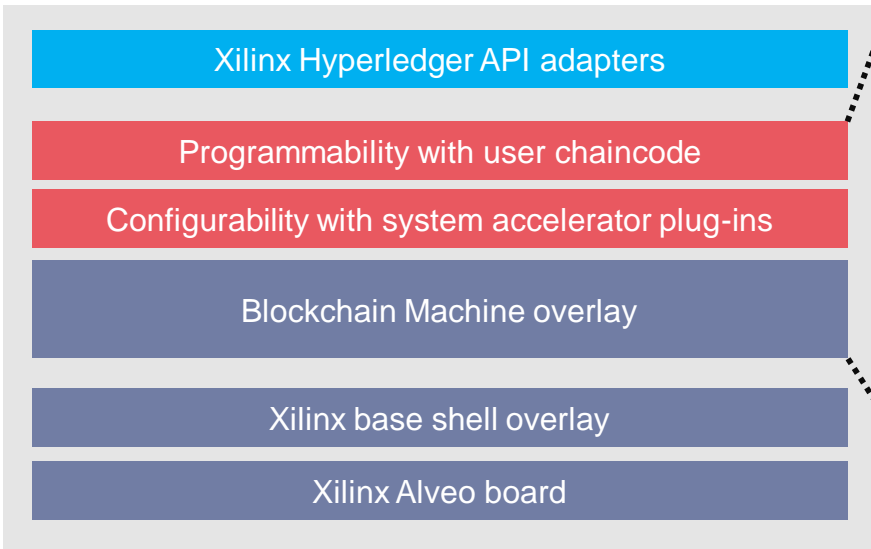 Xilinx Hyperledger API adapters
Programmability with user chaincode
Configurability with system accelerator plug-ins
Blockchain Machine overlay
Xilinx base shell overlay
Xilinx Alveo board